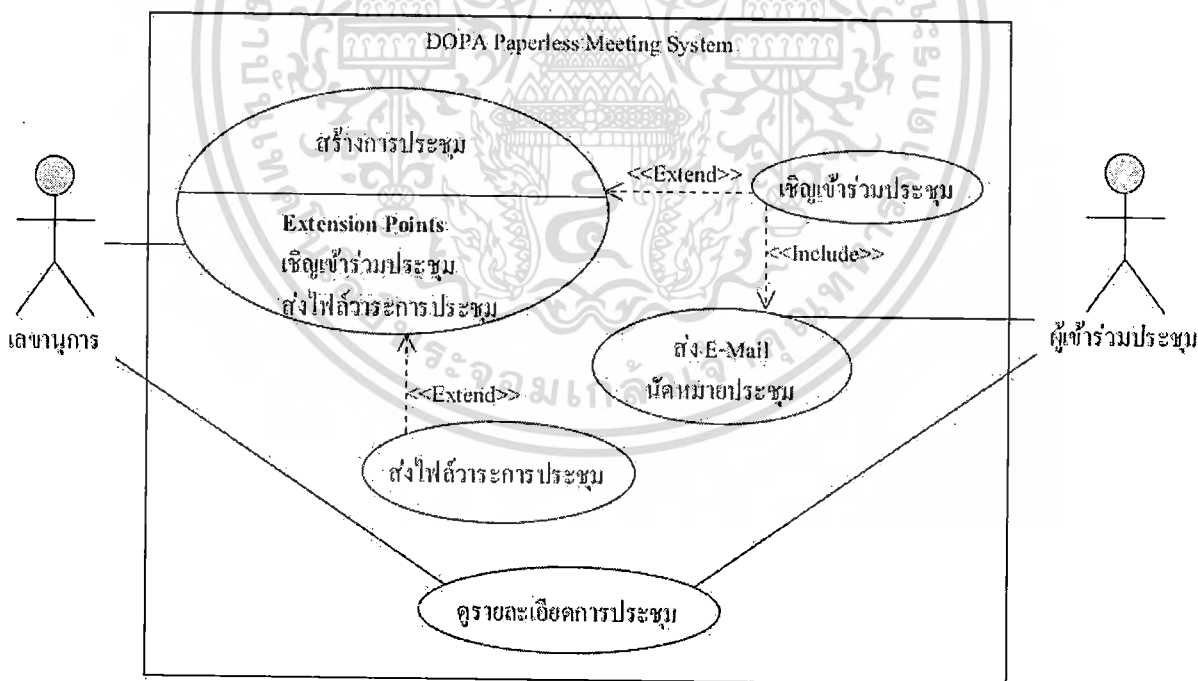 DOPA Paperless Meeting System
สร้างการประชุม
<<Extend>>
เชิญเข้าร่วมประชุม
Extension Points
เชิญเข้าร่วมประชุม
ส่งไฟล์วาระการประชุม
<<Include>>
เลขานุการ
ส่ง E-Mail
นัดหมายประชุม
ผู้เข้าร่วมประชุม
<<Extend>>
ส่งไฟล์วาระการประชุม
ดูรายละเอียดการประชุม